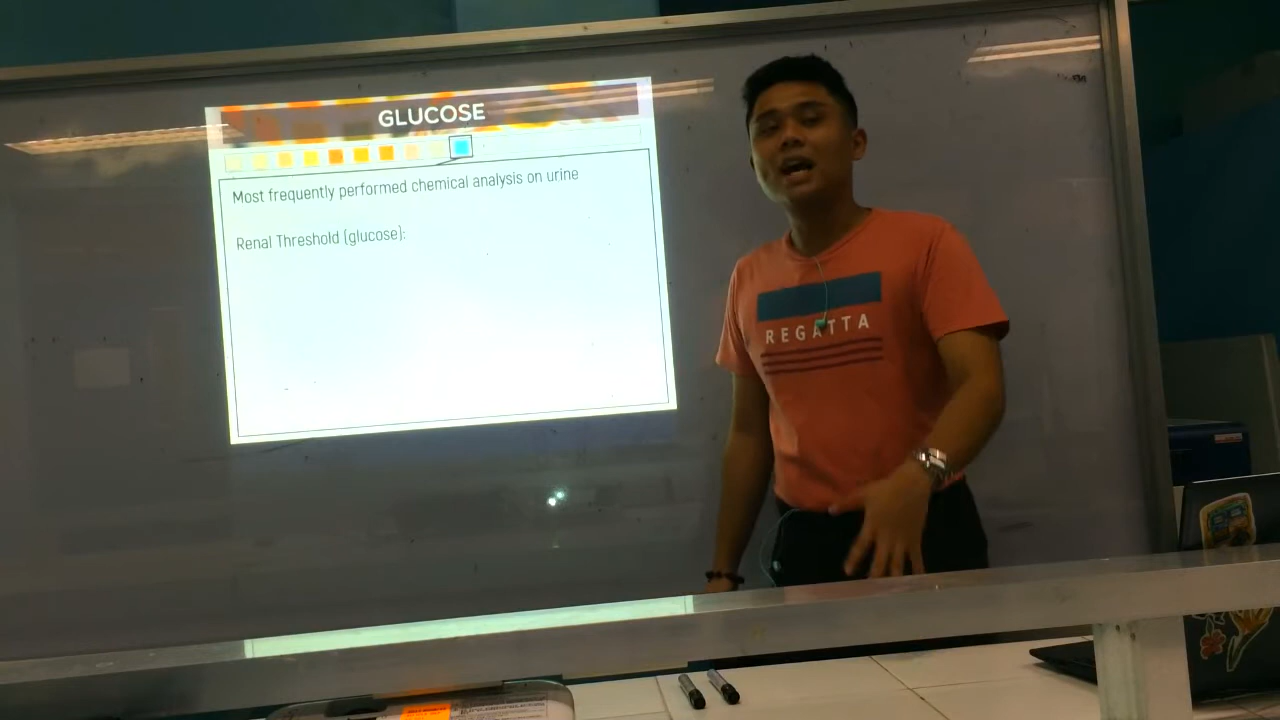 GLUCOSE
Most frequently performed chemical analysis on urine
Renal Threshold (glucose):
REGATTA